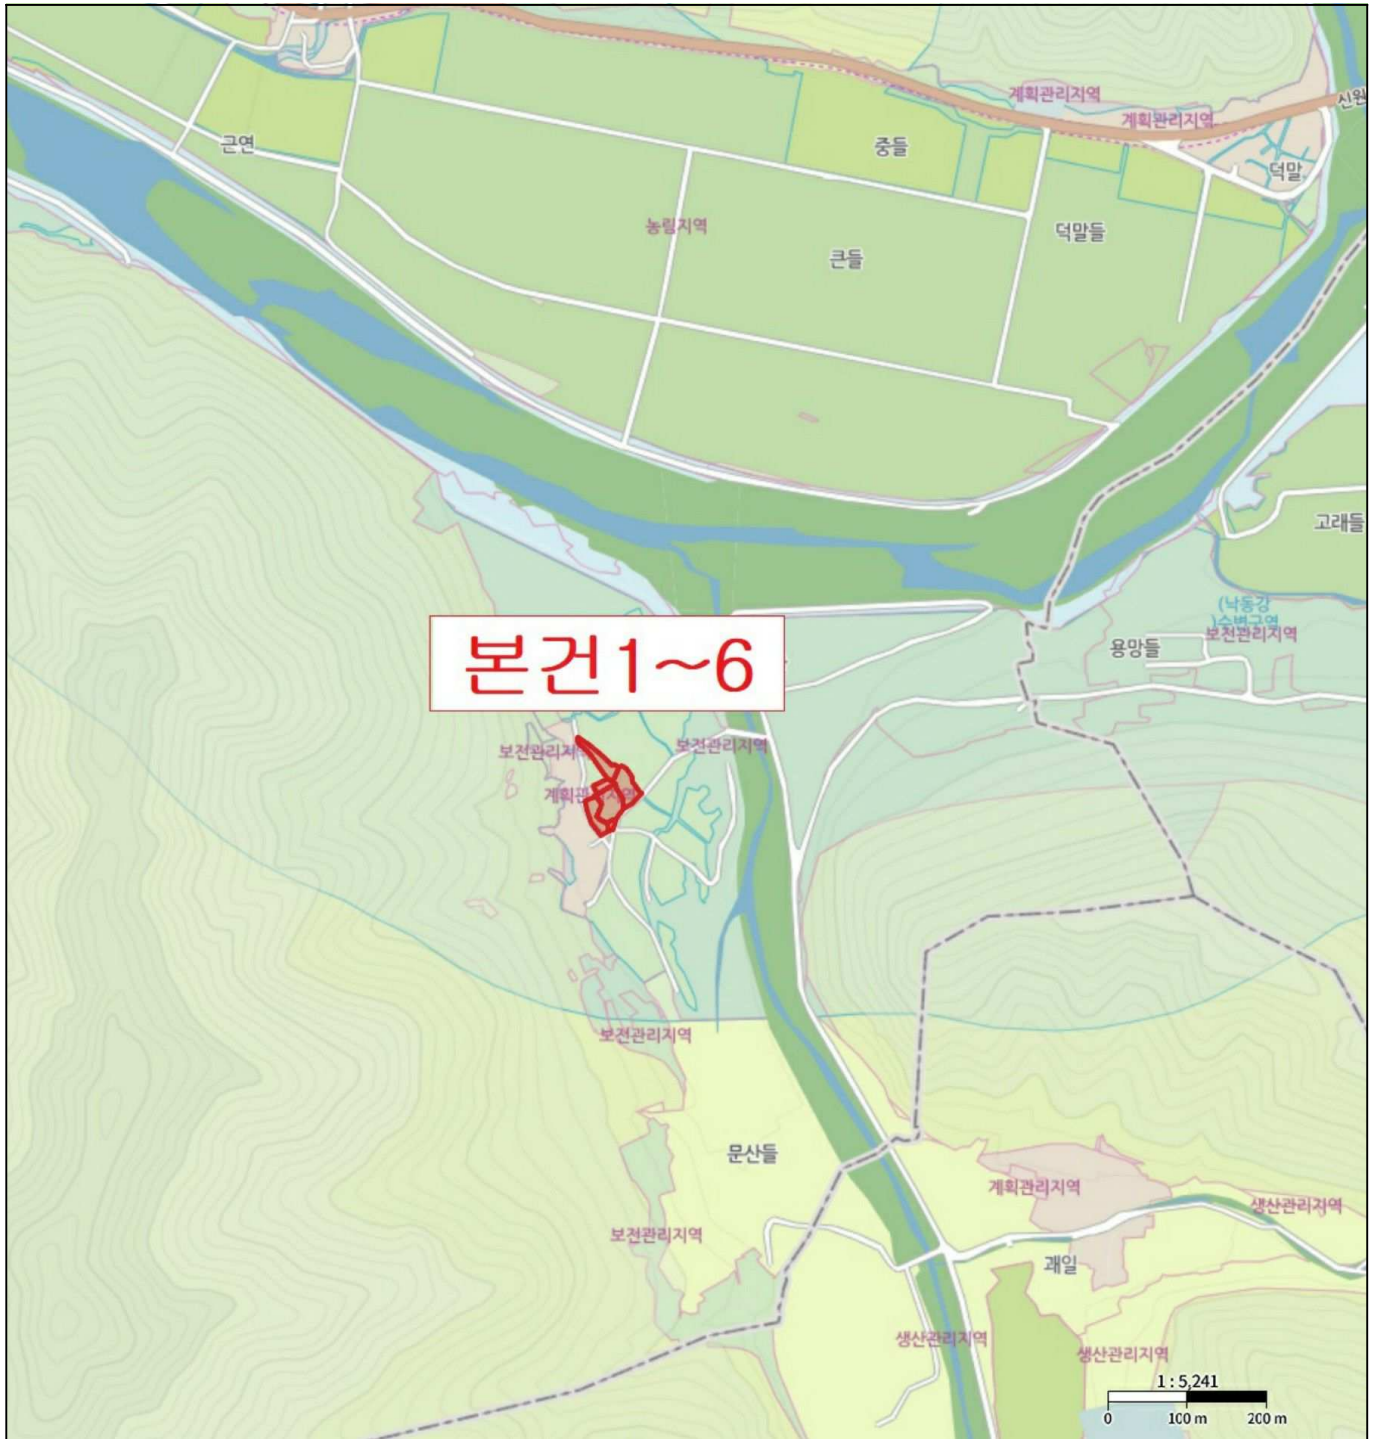 계획관리지역
신원
계획관리지역
근연
중들
덕말
농림지역
덕말들
큰들
고래들
(낙동강
)수변구역
보전관리지역
용망들
본건1~6
보전관리지
보전관리지역
계획관리지역
보전관리지역
문산들
계획관리지역
생산관리지역
보전관리지역
괘일
생산관리지역
생산관리지역
1 : 5,241
0 100 m 200 m